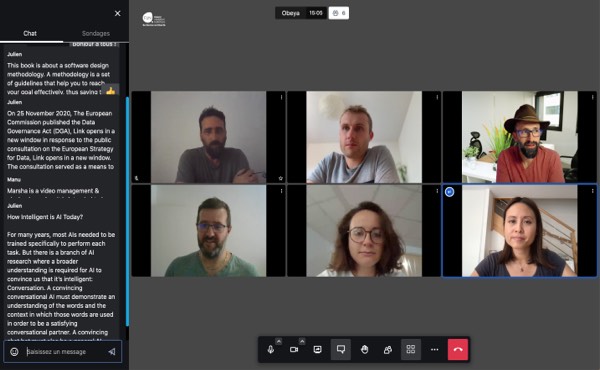 Chat
Sondages
Bonjour à tous !
Julien
This book is about a software design
methodology. A methodology is a set
of guidelines that help you to reach
your goal effectively, thus saving t
Julien
On 25 November 2020, The European
Commission published the Data
Governance Act (DGA), Link opens in a
new window in response to the public
consultation on the European Strategy
for Data, Link opens in a new window.
The consultation served as a means to
Manu
Marsha is a video management &
Julien
How Intelligent is AI Today?
For many years, most AIs needed to be
trained specifically to perform each
task. But there is a branch of AI
research where a broader
understanding is required for AI to
convince us that it's intelligent:
Conversation. A convincing
conversational AI must demonstrate an
understanding of the words and the
context in which those words are
used in order to be a satisfying
conversational partner. A convincing
Saisissez un message
Obeya
15:05
6